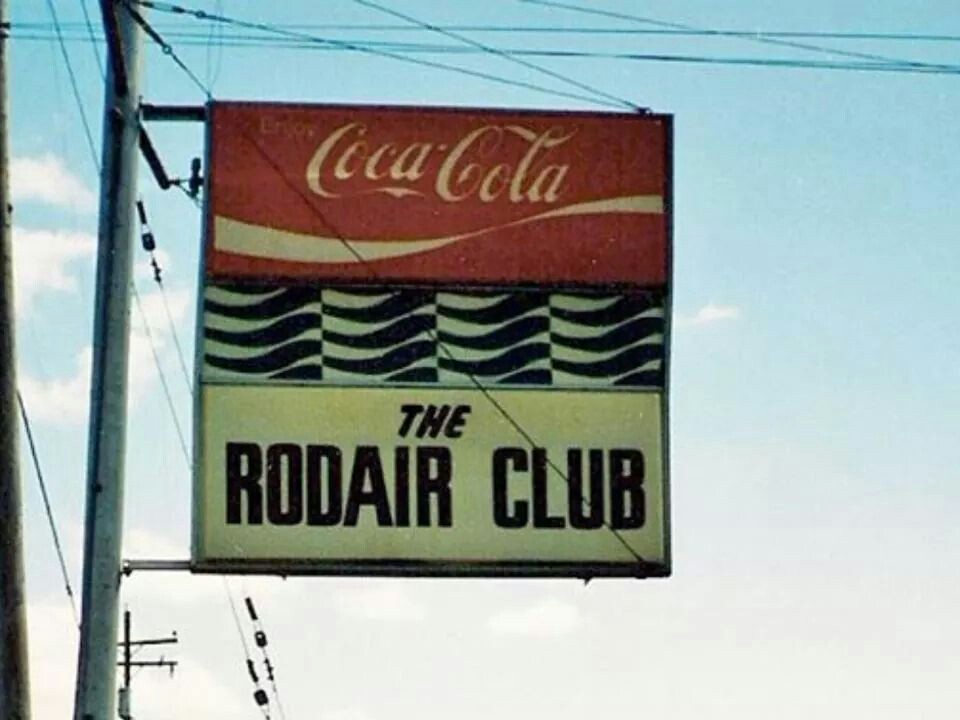 Enjoy
Coca-Cola
THE
RODAIR CLUB